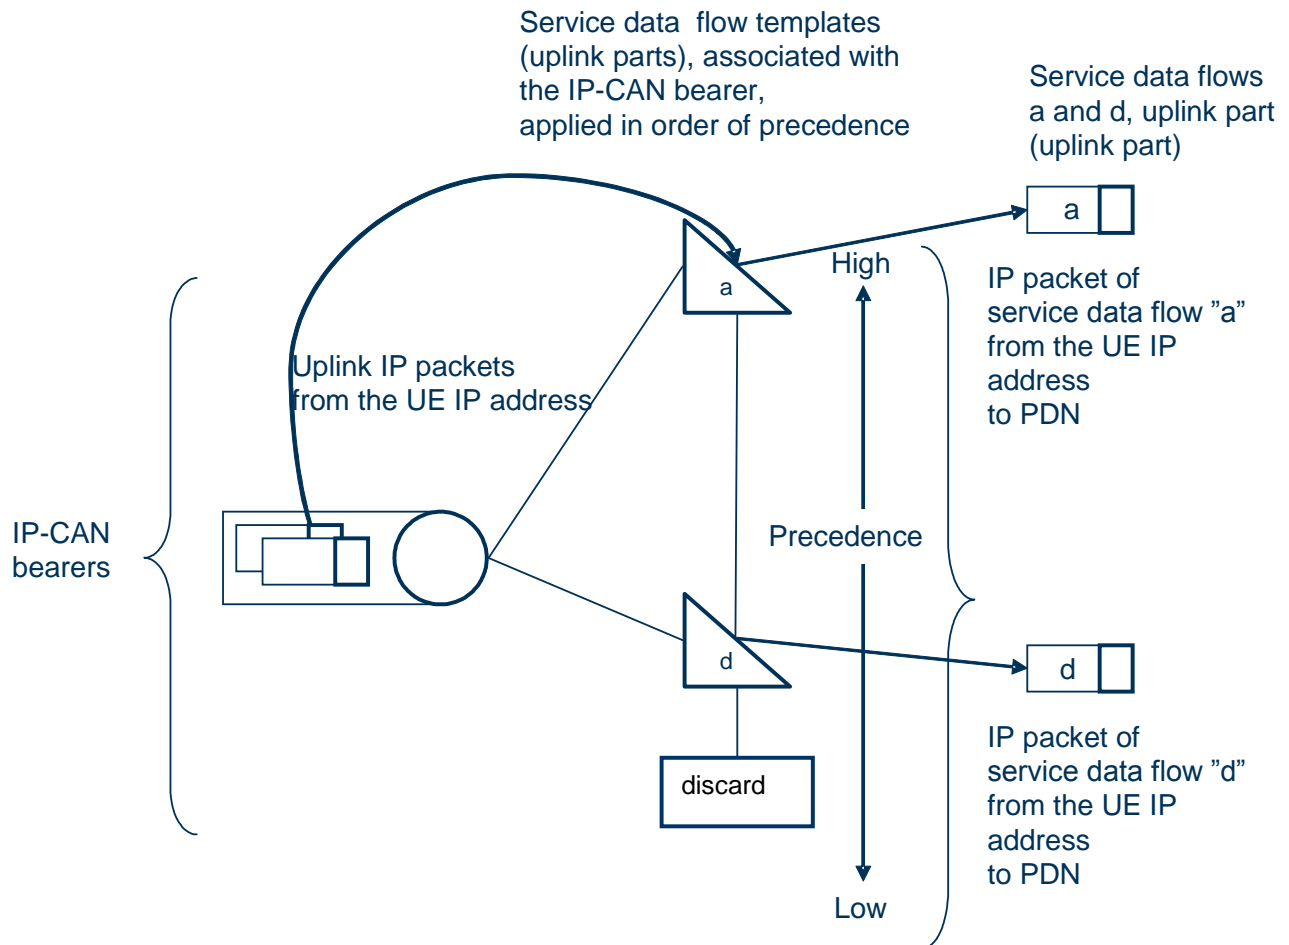 Service data flow templates
(uplink parts), associated with
the IP-CAN bearer,
applied in order of precedence
Service data flows
a and d, uplink part
(uplink part)
a
a
High
IP packet of
service data flow ”a”
from the UE IP
address
to PDN
Uplink IP packets
from the UE IP address
IP-CAN
bearers
Precedence
d
d
IP packet of
service data flow ”d”
from the UE IP
address
to PDN
discard
Low